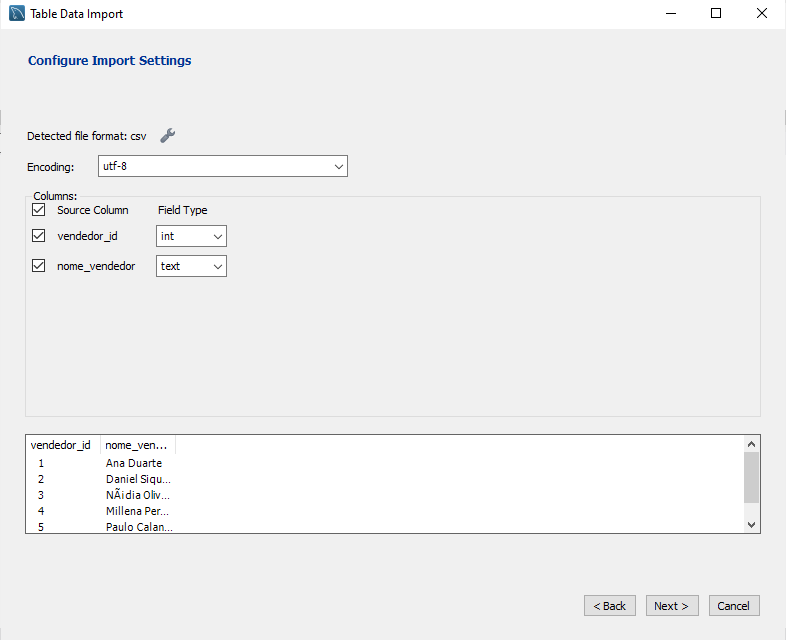 Table Data Import
Configure Import Settings
Detected file format: csv
Encoding: utf-8
Columns:
Source Column Field Type
vendedor_id int
nome_vendedor text
vendedor_id nome_ven...
1 Ana Duarte
2 Daniel Siqu...
3 NÃidia Oliv...
4 Millena Per...
5 Paulo Calan...
< Back Next > Cancel